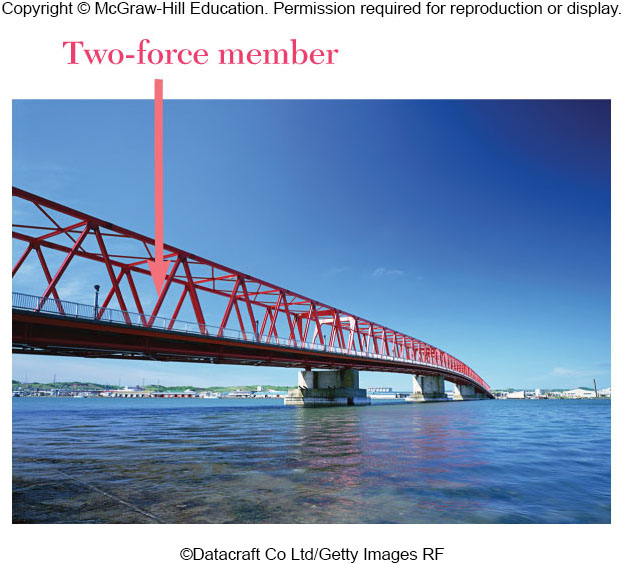 Copyright © McGraw-Hill Education. Permission required for reproduction or display.
Two-force member
©Datacraft Co Ltd/Getty Images RF